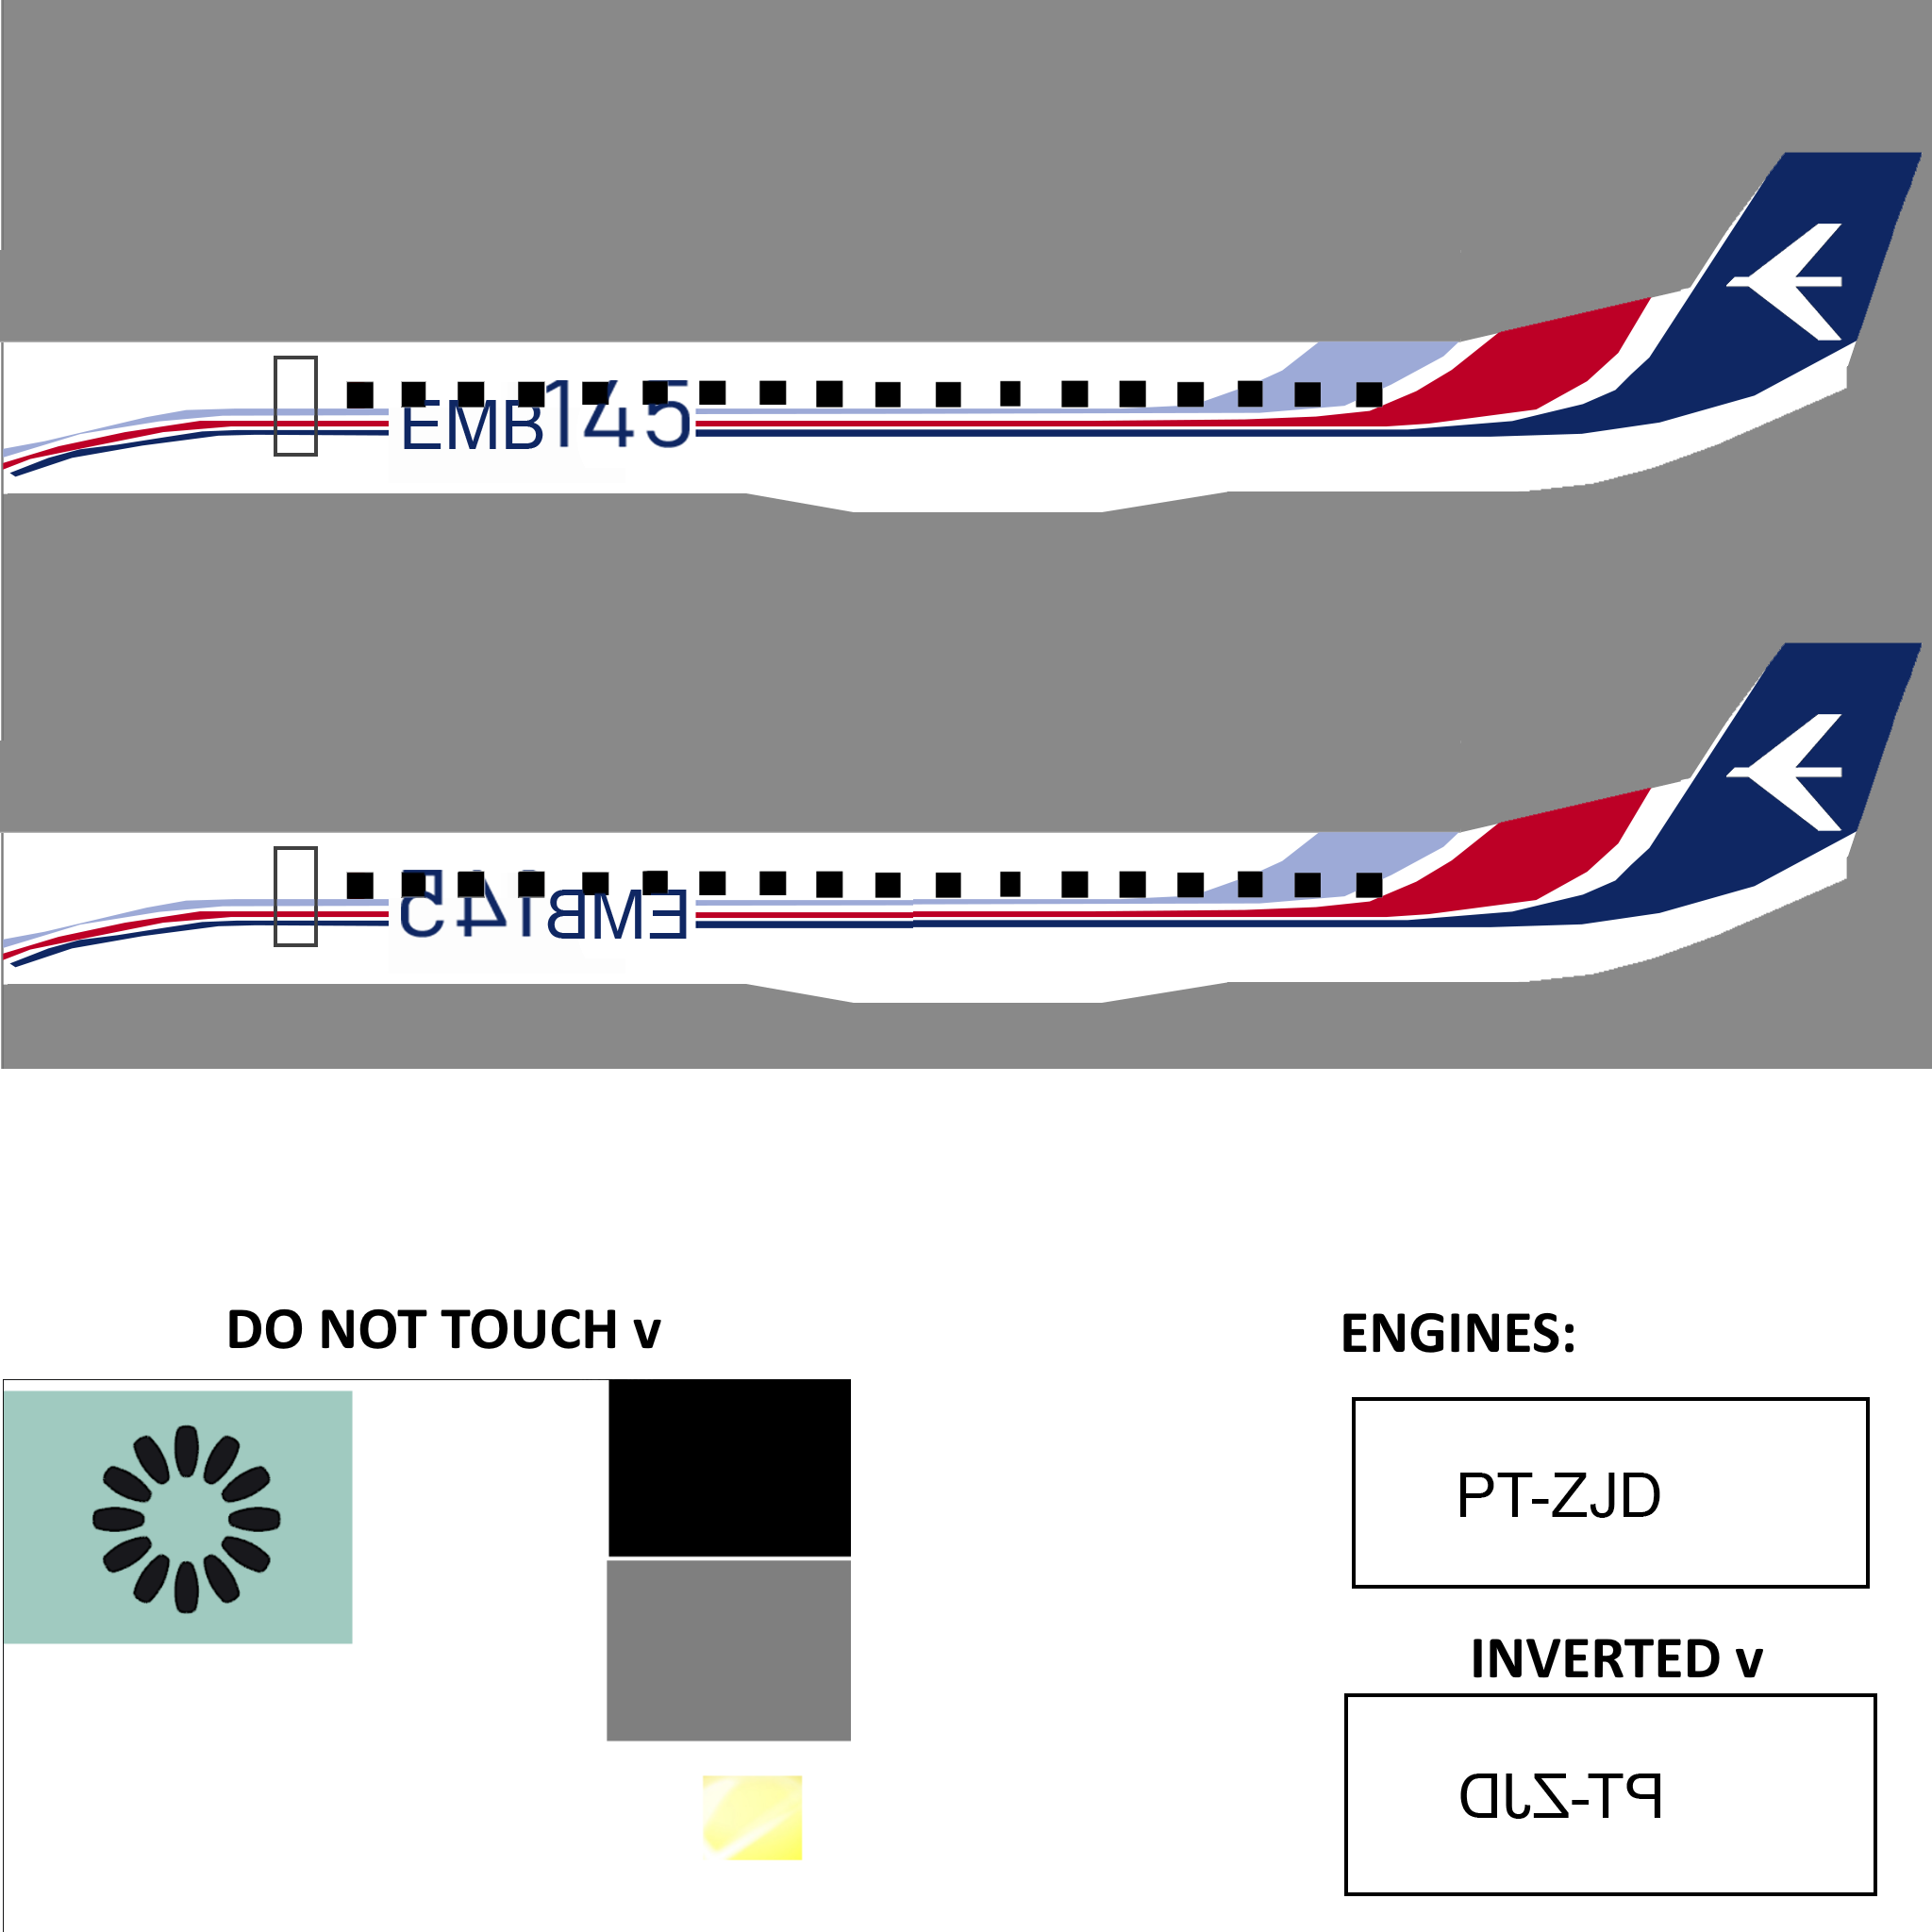 EMB145
EMB145
DO NOT TOUCH v
ENGINES:
PT-ZJD
INVERTED v
PT-ZJD